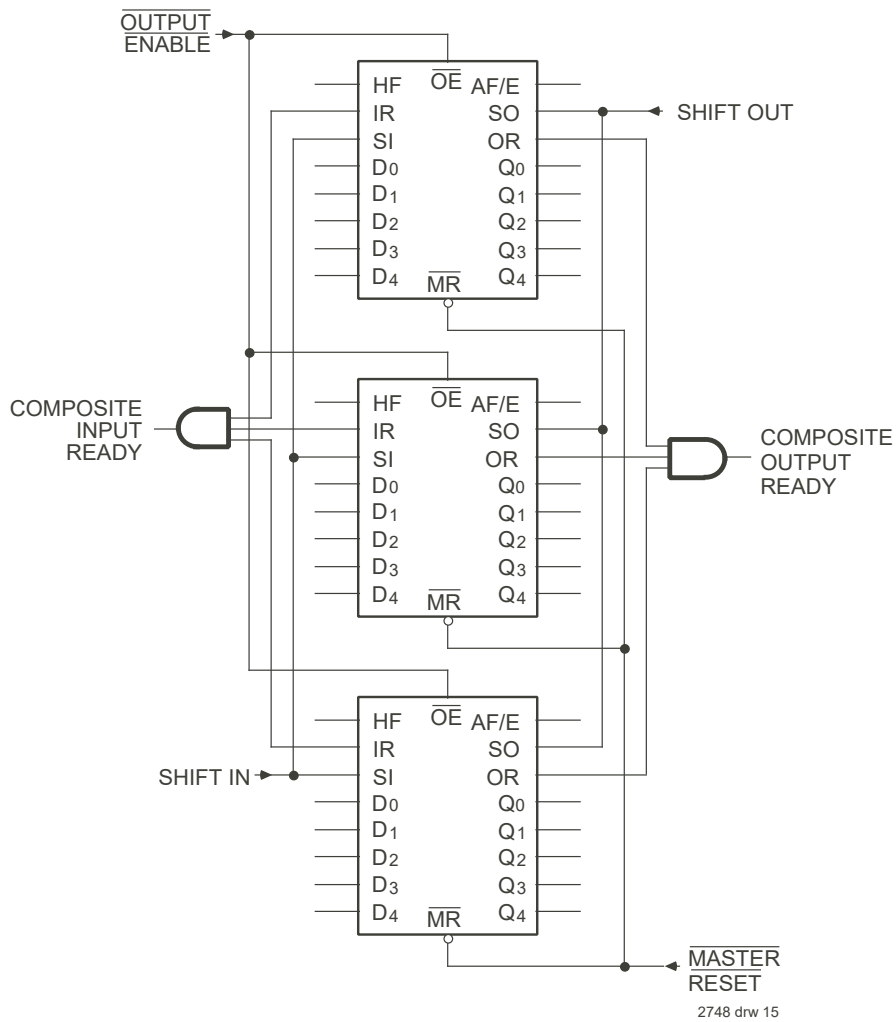 OUTPUT
ENABLE
OE
HF AF/E
IR SO
SHIFT OUT
SI OR
D0 Q0
D1 Q1
D2 Q2
D3 Q3
D4 Q4
MR
OE
HF AF/E
IR SO
SI OR
D0 Q0
D1 Q1
D2 Q2
D3 Q3
D4 Q4
MR
COMPOSITE
INPUT
READY
COMPOSITE
OUTPUT
READY
OE
HF AF/E
IR SO
SHIFT IN
SI OR
D0 Q0
D1 Q1
D2 Q2
D3 Q3
D4 Q4
MR
MASTER
RESET
2748 drw 15